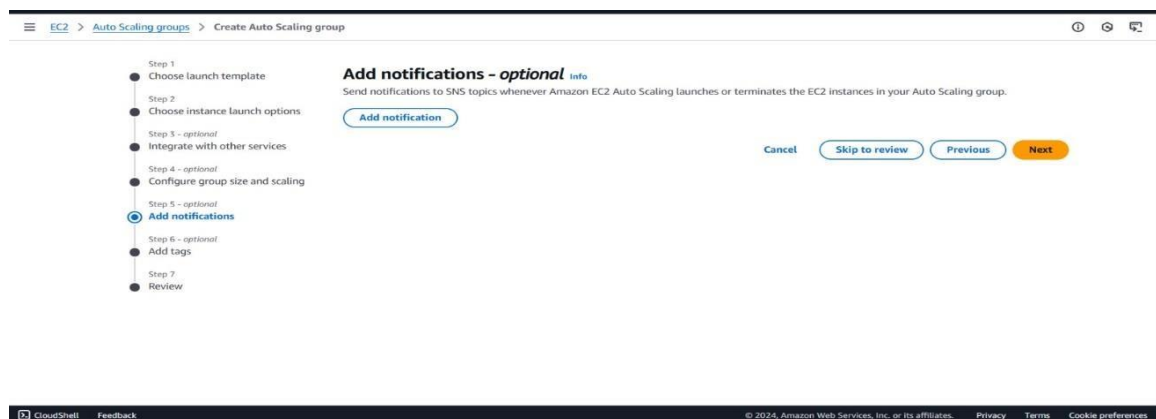 EC2 > Auto Scaling groups > Create Auto Scaling group
Step 1
Choose launch template
Step 2
Choose instance launch options
Step 3 - optional
Integrate with other services
Step 4 - optional
Configure group size and scaling
Step 5 - optional
Add notifications
Step 6 - optional
Add tags
Step 7
Review
Add notifications - optional Info
Send notifications to SNS topics whenever Amazon EC2 Auto Scaling launches or terminates the EC2 instances in your Auto Scaling group.
Add notification
Cancel Skip to review Previous Next
CloudShell Feedback © 2024, Amazon Web Services, Inc. or its affiliates. Privacy Terms Cookie preferences